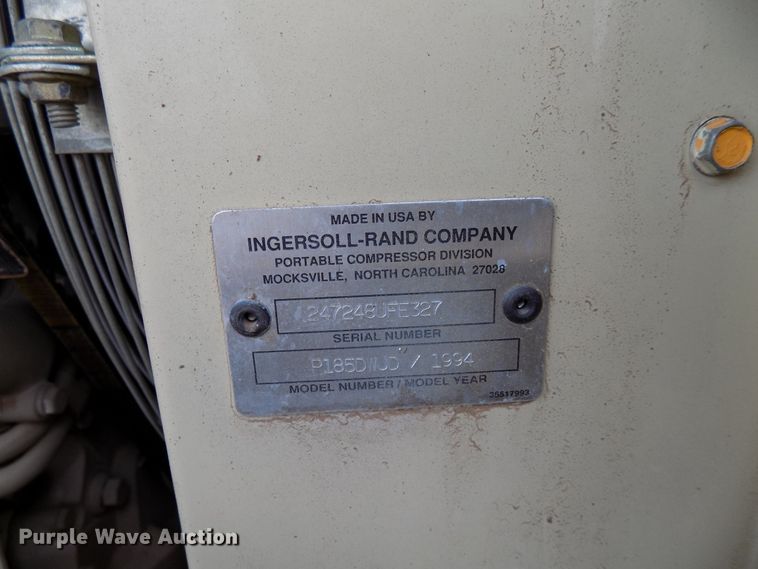 MADE IN USA BY
INGERSOLL-RAND COMPANY
PORTABLE COMPRESSOR DIVISION
MOCKSVILLE, NORTH CAROLINA 27028
247248UFE327
SERIAL NUMBER
P185DWJD / 1994
MODEL NUMBER / MODEL YEAR
35517993
Purple Wave Auction